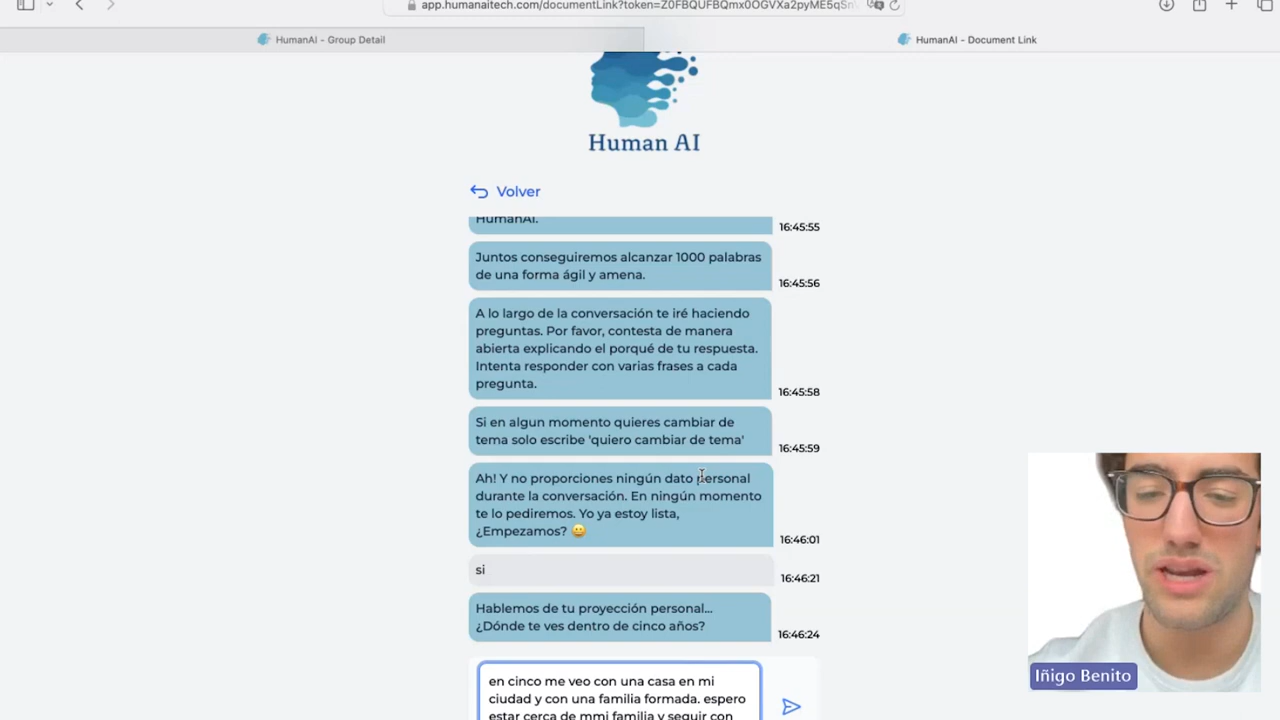 app.humanaitech.com/documentLink?token=Z0FBQUFBQmx0OGVXa2pyME5qSn
HumanAI - Group Detail
HumanAI - Document Link
Human AI
Volver
HumanAI.
16:45:55
Juntos conseguiremos alcanzar 1000 palabras
de una forma ágil y amena.
16:45:56
A lo largo de la conversación te iré haciendo
preguntas. Por favor, contesta de manera
abierta explicando el porqué de tu respuesta.
Intenta responder con varias frases a cada
pregunta.
16:45:58
Si en algun momento quieres cambiar de
tema solo escribe 'quiero cambiar de tema'
16:45:59
Ah! Y no proporciones ningún dato personal
durante la conversación. En ningún momento
te lo pediremos. Yo ya estoy lista,
¿Empezamos? 😀
16:46:01
si
16:46:21
Hablemos de tu proyección personal...
¿Dónde te ves dentro de cinco años?
16:46:24
en cinco me veo con una casa en mi
ciudad y con una familia formada. espero
estar cerca de mmi familia y seguir con
Iñigo Benito